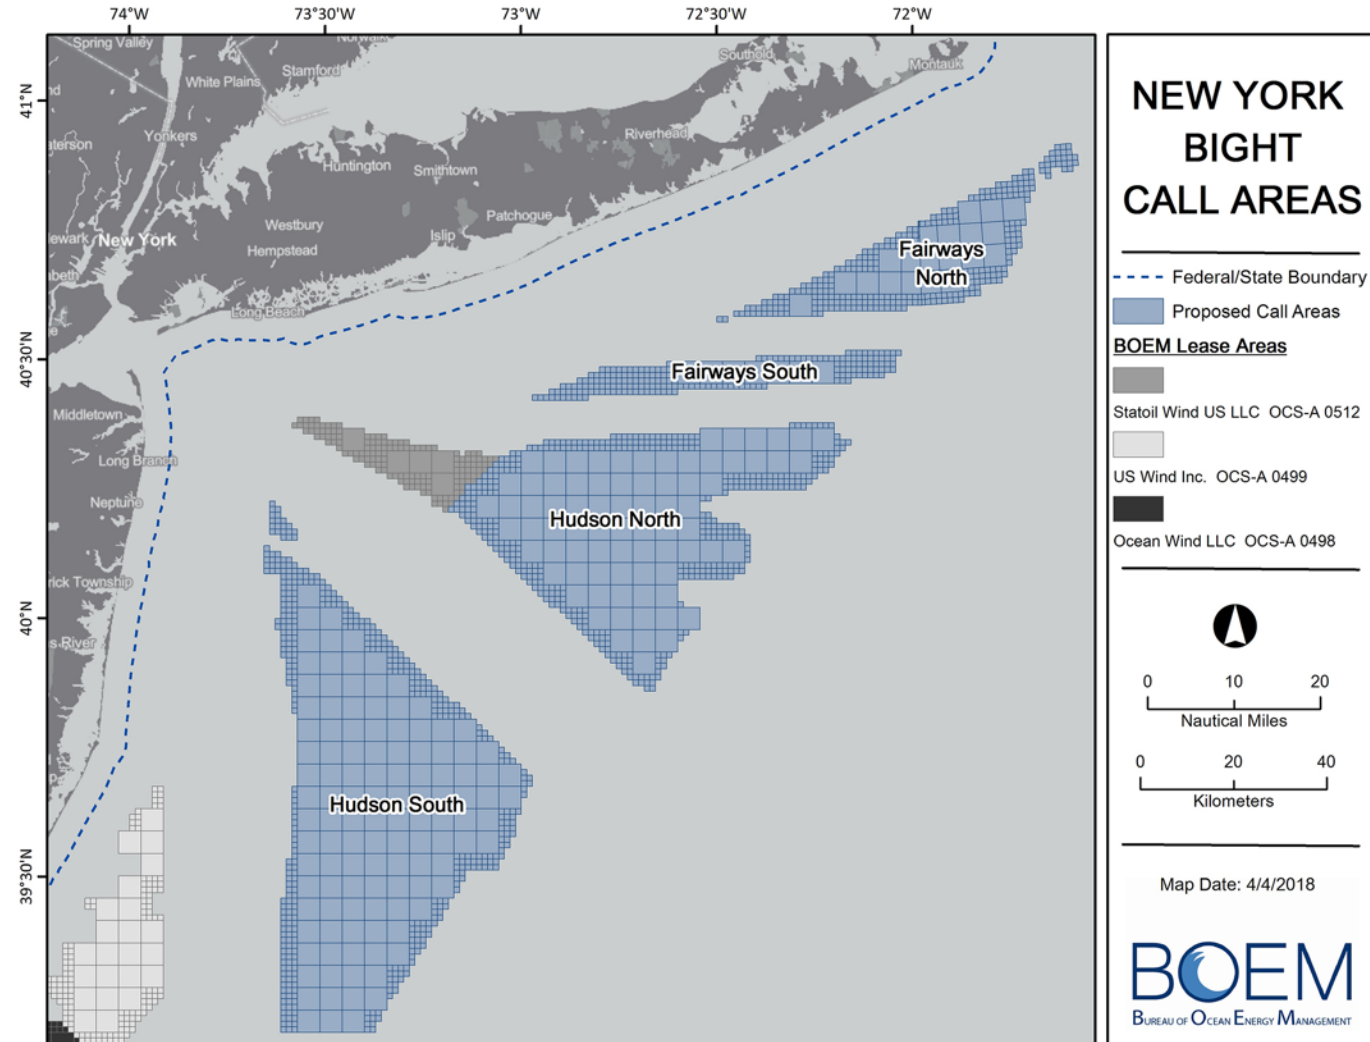 74°W
73°30'W
73°W
72°30'W
72°W
41°N
40°30'N
40°N
39°30'N
Spring Valley
Norwalk
Stamford
White Plains
Southold
Montauk
Yonkers
Riverhead
Huntington
Smithtown
Westbury
Patchogue
Islip
New York
Hempstead
Long Beach
Fairways
North
Fairways South
Middletown
Long Branch
Neptune
Hudson North
rick Township
s River
Hudson South
NEW YORK
BIGHT
CALL AREAS
Federal/State Boundary
Proposed Call Areas
BOEM Lease Areas
Statoil Wind US LLC OCS-A 0512
US Wind Inc. OCS-A 0499
Ocean Wind LLC OCS-A 0498
0 10 20
Nautical Miles
0 20 40
Kilometers
Map Date: 4/4/2018
BOEM
BUREAU OF OCEAN ENERGY MANAGEMENT